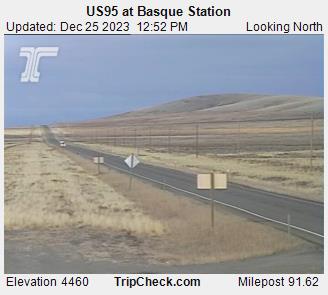 US95 at Basque Station
Updated: Dec 25 2023 12:52 PM Looking North
Elevation 4460 TripCheck.com Milepost 91.62